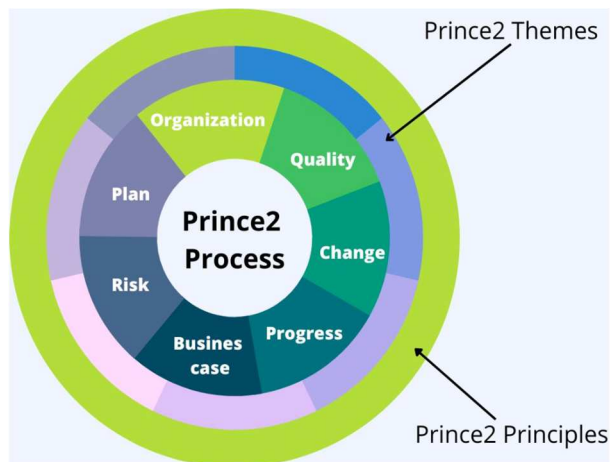 Prince2 Themes
Organization
Quality
Plan
Prince2
Process
Change
Risk
Progress
Busines
case
Prince2 Principles